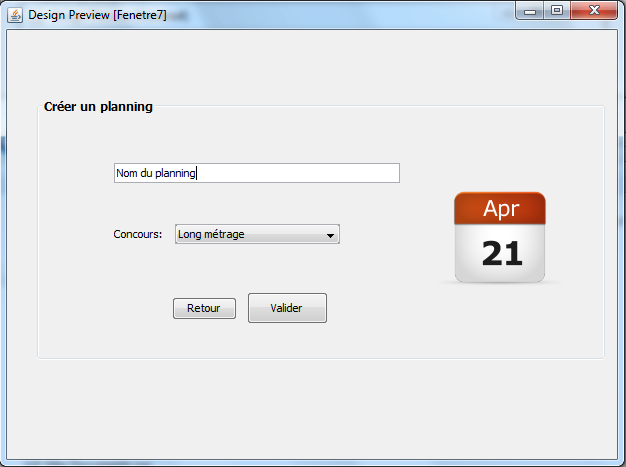 Design Preview [Fenetre7]
Créer un planning
Nom du planning
Apr
21
Concours: Long métrage
Retour Valider